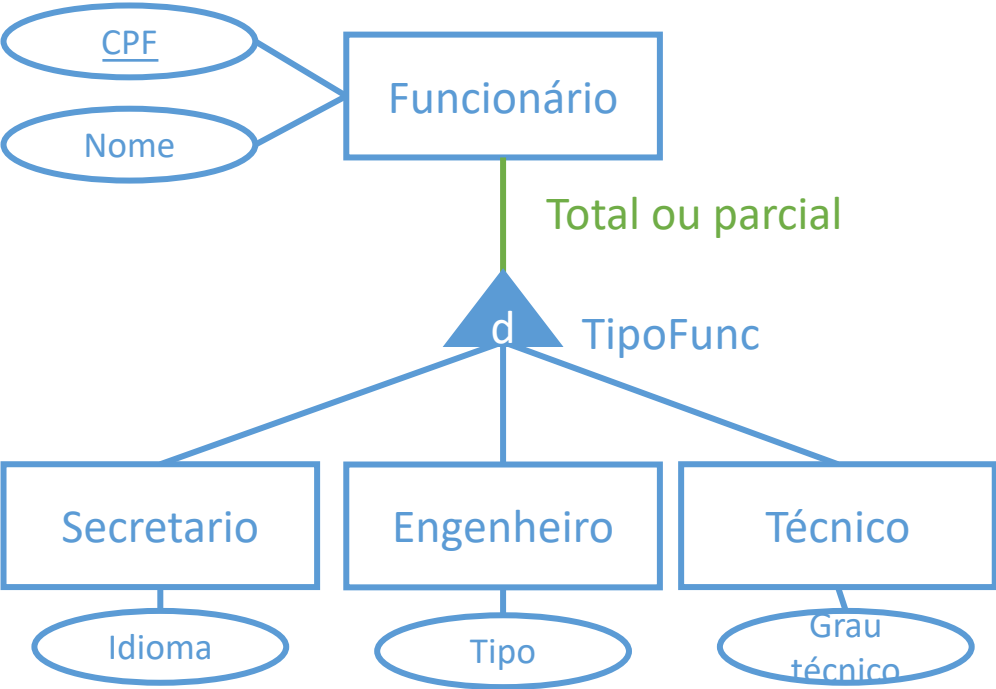 CPF
Funcionário
Nome
Total ou parcial
d
TipoFunc
Secretario
Engenheiro
Técnico
Idioma
Tipo
Grau
técnico